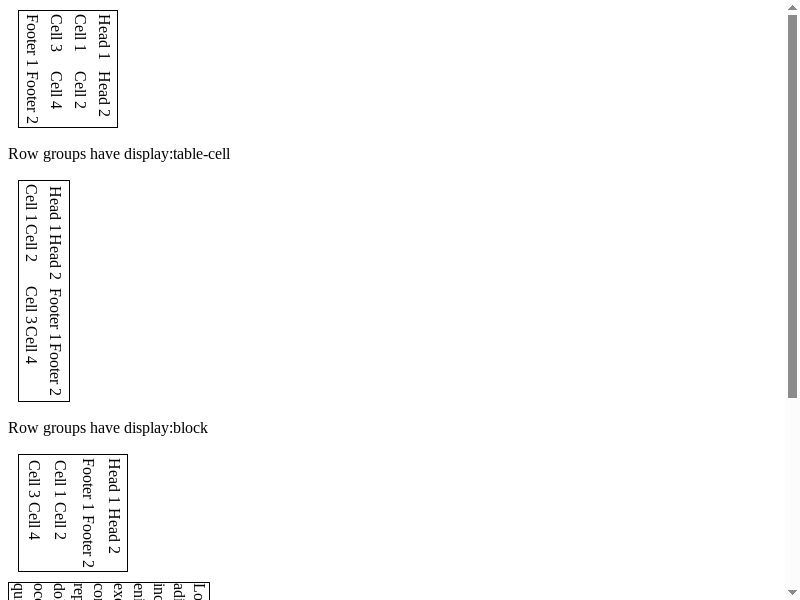 Head 1 Head 2
Cell 1 Cell 2
Cell 3 Cell 4
Footer 1 Footer 2
Row groups have display:table-cell
Head 1 Head 2 Footer 1 Footer 2
Cell 1 Cell 2 Cell 3 Cell 4
Row groups have display:block
Head 1 Head 2
Footer 1 Footer 2
Cell 1 Cell 2
Cell 3 Cell 4